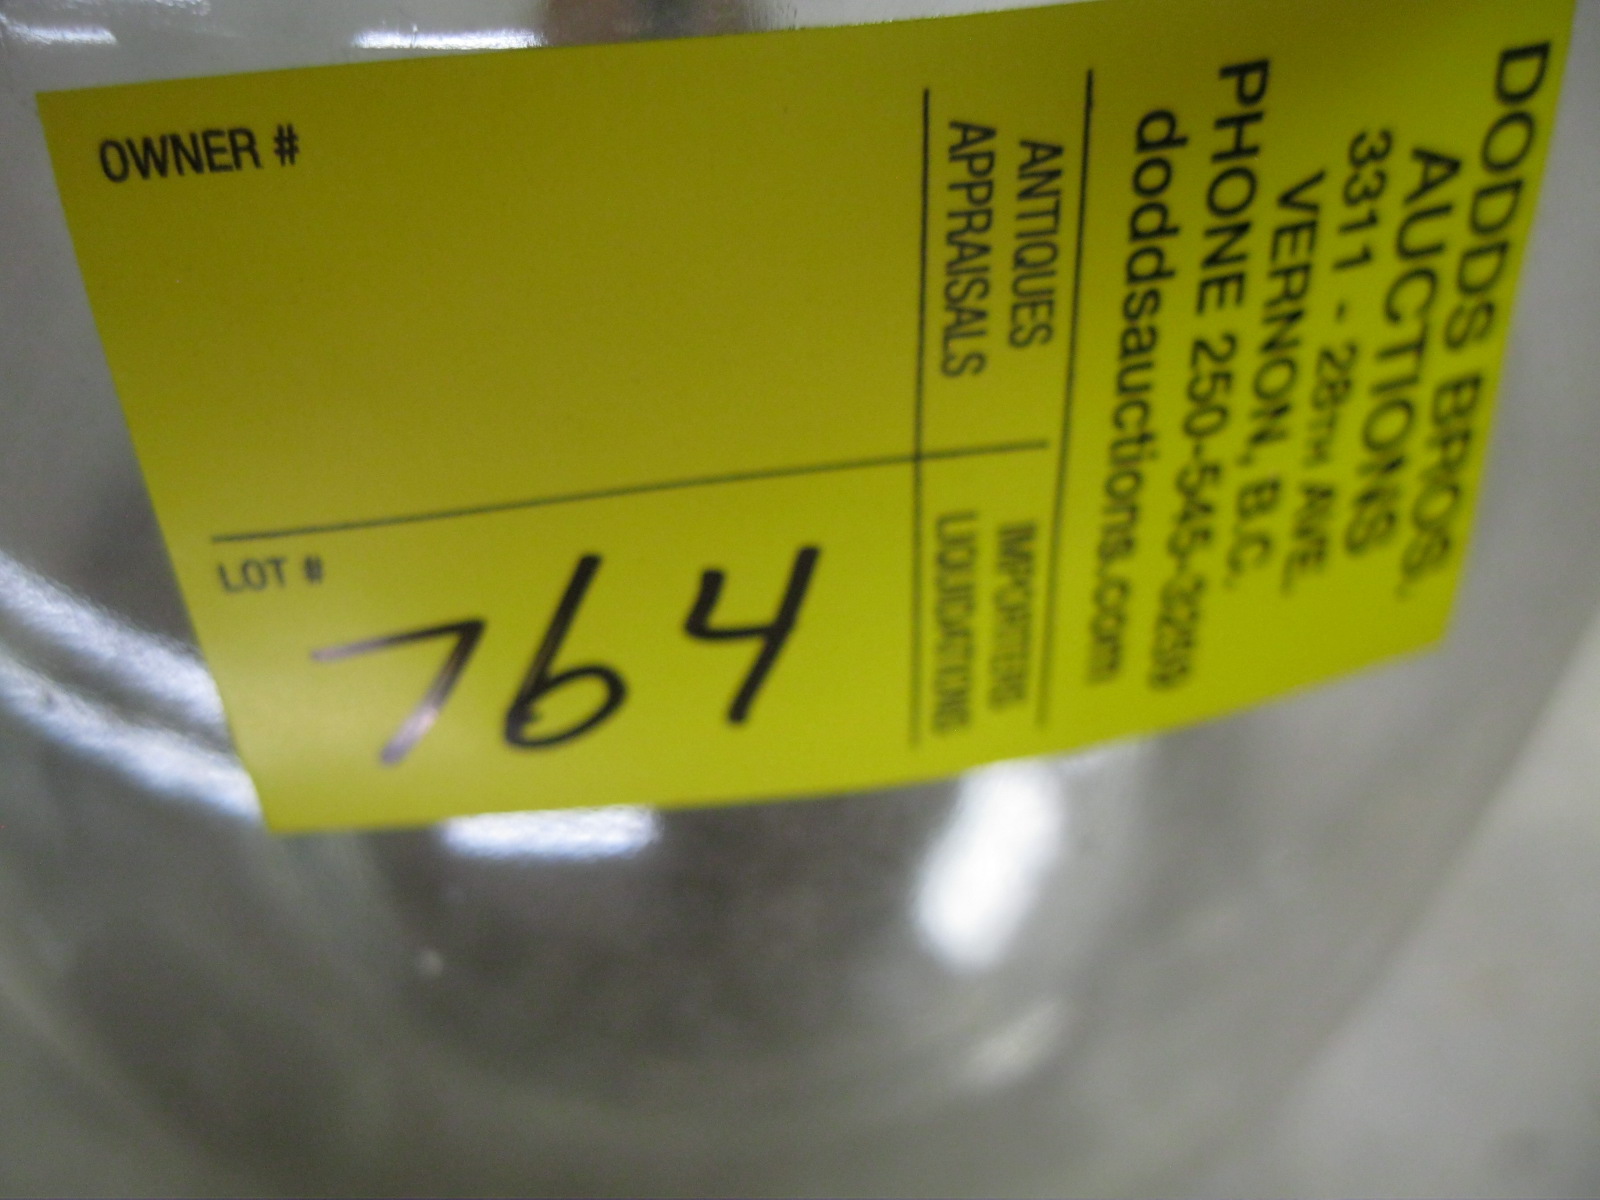 DODDS BROS.
AUCTIONS
3311 - 28TH AVE.
VERNON, B.C.
PHONE 250-545-3259
doddsauctions.com
ANTIQUES
APPRAISALS
IMPORTERS
LIQUIDATIONS
OWNER #
LOT #
764